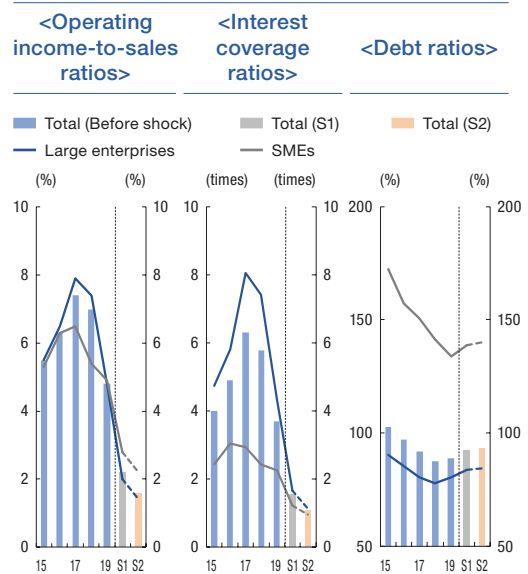 <Operating
income-to-sales
ratios>
<Interest
coverage
ratios>
<Debt ratios>
Total (Before shock)
Total (S1)
Total (S2)
Large enterprises
SMEs
(%) (%)
(times) (times)
(%) (%)
10 10 10 10 200 200
8 8 8 8
150 150
6 6 6 6
4 4 4 4
100 100
2 2 2 2
0 0 0 0 50 50
15 17 19 S1 S2
15 17 19 S1 S2
15 17 19 S1 S2